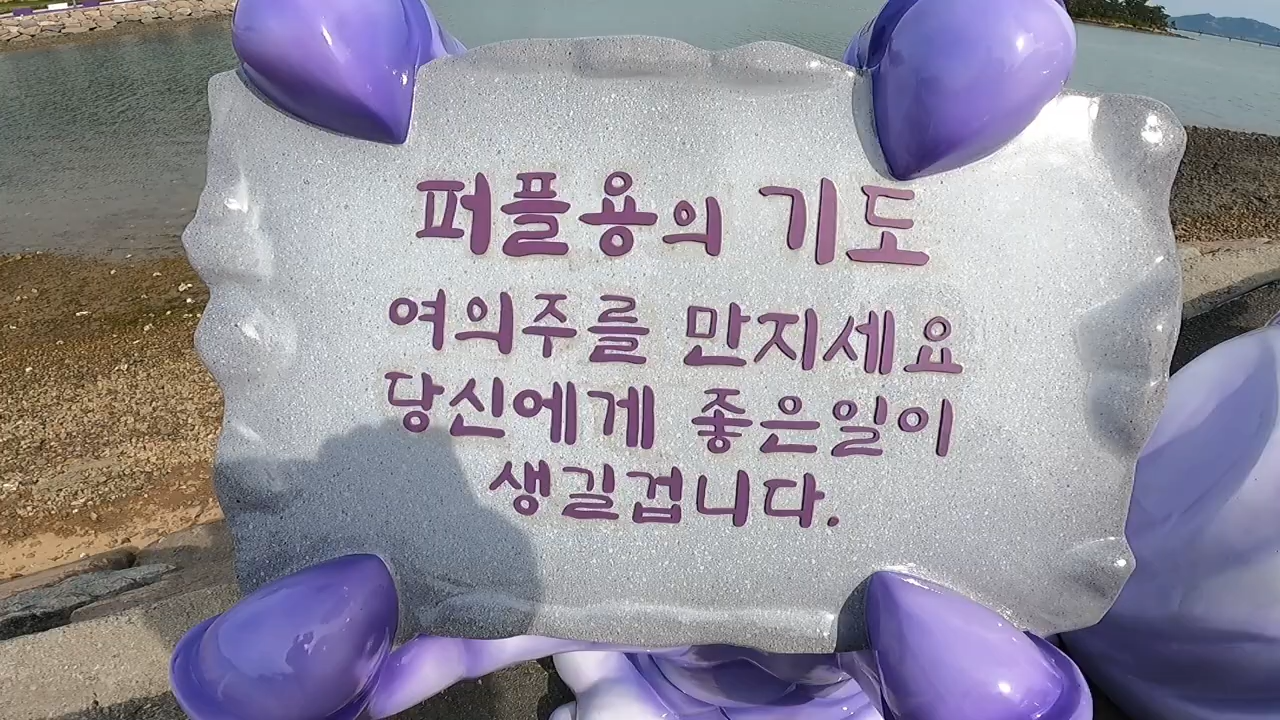 퍼플용의 기도
여의주를 만지세요
당신에게 좋은일이
생길겁니다.